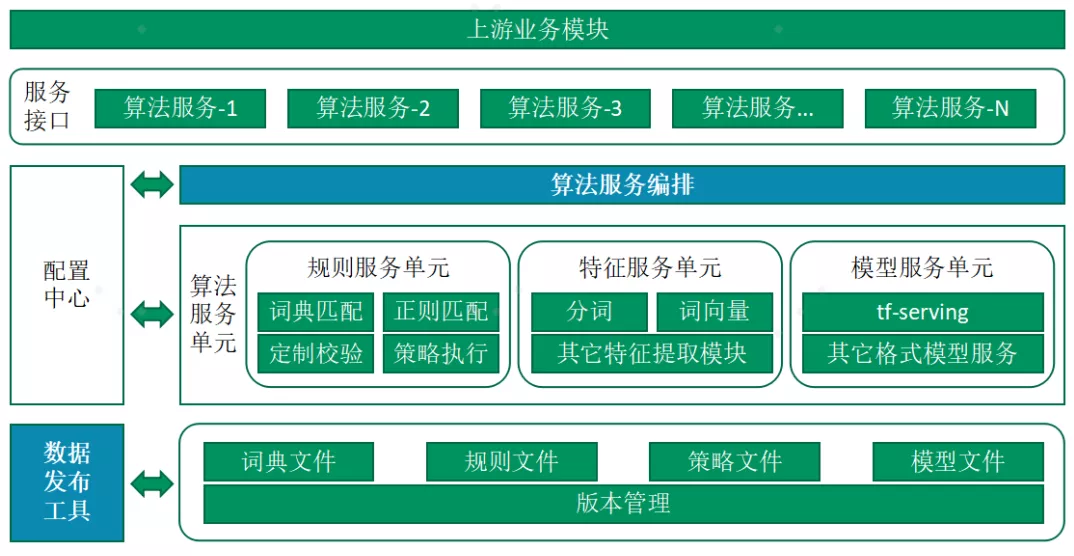 上游业务模块
服务
接口
算法服务-1
算法服务-2
算法服务-3
算法服务...
算法服务-N
配置
中心
算法服务编排
算法
服务
单元
规则服务单元
词典匹配
正则匹配
定制校验
策略执行
特征服务单元
分词
词向量
其它特征提取模块
模型服务单元
tf-serving
其它格式模型服务
数据
发布
工具
词典文件
规则文件
策略文件
模型文件
版本管理